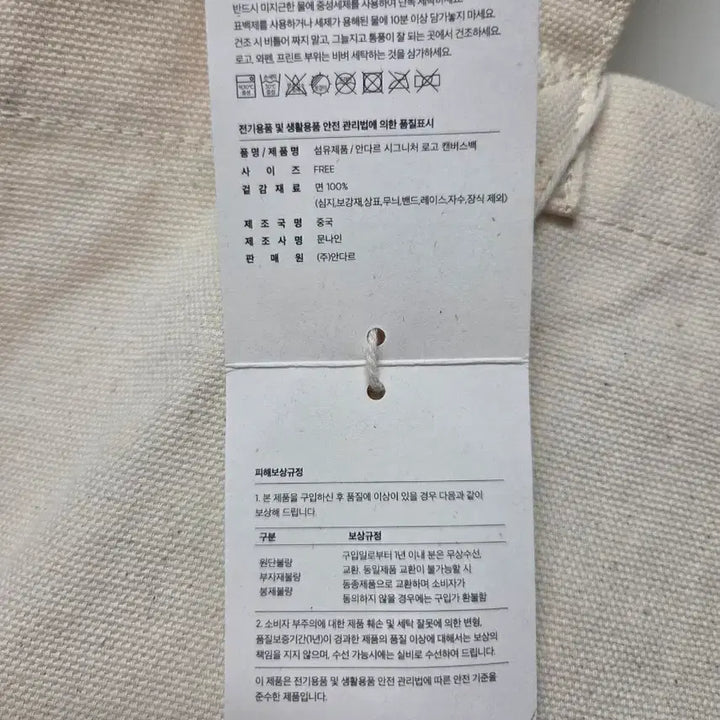 반드시 미지근한 물에 중성세제를 사용하여 단독 세탁하세요.
표백제를 사용하거나 세제가 용해된 물에 10분 이상 담가놓지 마세요.
건조 시 비틀어 짜지 말고, 그늘지고 통풍이 잘 되는 곳에서 건조하세요.
로고, 와펜, 프린트 부위는 비벼 세탁하는 것을 삼가하세요.
전기용품 및 생활용품 안전 관리법에 의한 품질표시
품명/제품명 섬유제품 / 안다르 시그니처 로고 캔버스백
사이즈 FREE
겉감재료 면 100%
(심지,보강재,상표,무늬,밴드,레이스,자수,장식 제외)
제조국명 중국
제조사명 문나인
판매원 (주)안다르
피해보상규정
1. 본 제품을 구입하신 후 품질에 이상이 있을 경우 다음과 같이
보상해 드립니다.
구분 보상규정
원단불량
부자재불량
봉제불량
구입일로부터 1년 이내 분은 무상수선,
교환, 동일제품 교환이 불가능할 시
동종제품으로 교환하며 소비자가
동의하지 않을 경우에는 구입가 환불함
2. 소비자 부주의에 대한 제품 훼손 및 세탁 잘못에 의한 변형,
품질보증기간(1년)이 경과한 제품의 품질 이상에 대해서는 보상의
책임을 지지 않으며, 수선 가능시에는 실비로 수선하여 드립니다.
이 제품은 전기용품 및 생활용품 안전 관리법에 따른 안전 기준을
준수한 제품입니다.